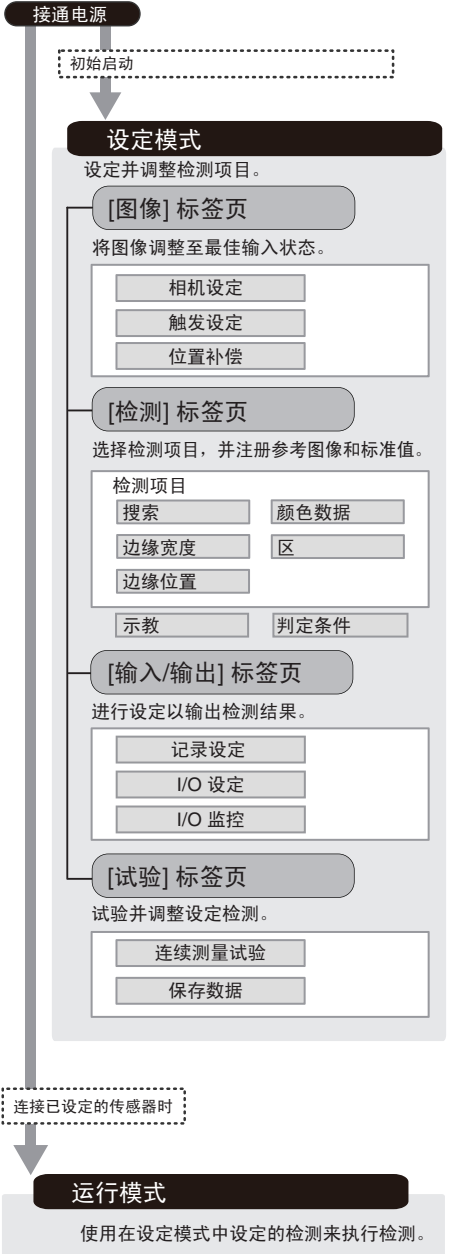 接通电源
初始启动
设定模式
设定并调整检测项目。
[图像] 标签页
将图像调整至最佳输入状态。
相机设定
触发设定
位置补偿
[检测] 标签页
选择检测项目，并注册参考图像和标准值。
检测项目
搜索
颜色数据
边缘宽度
区
边缘位置
示教
判定条件
[输入/输出] 标签页
进行设定以输出检测结果。
记录设定
I/O 设定
I/O 监控
[试验] 标签页
试验并调整设定检测。
连续测量试验
保存数据
连接已设定的传感器时
运行模式
使用在设定模式中设定的检测来执行检测。